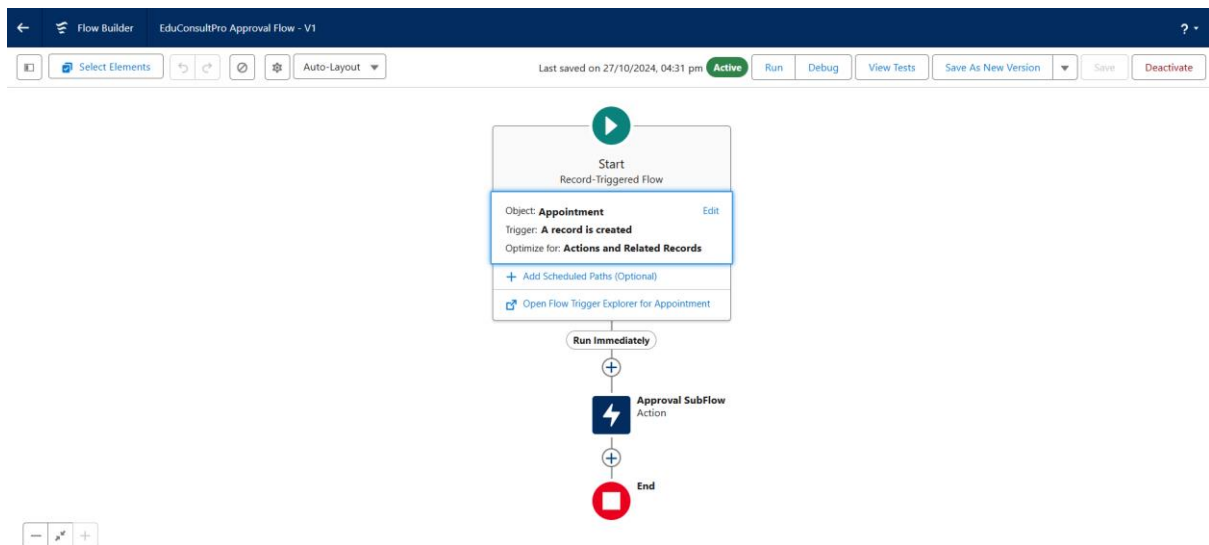 Flow Builder EduConsultPro Approval Flow - V1 ?
Select Elements Auto-Layout Last saved on 27/10/2024, 04:31 pm Active Run Debug View Tests Save As New Version Save Deactivate
Start
Record-Triggered Flow
Object: Appointment Edit
Trigger: A record is created
Optimize for: Actions and Related Records
+ Add Scheduled Paths (Optional)
Open Flow Trigger Explorer for Appointment
Run Immediately
Approval SubFlow
Action
End